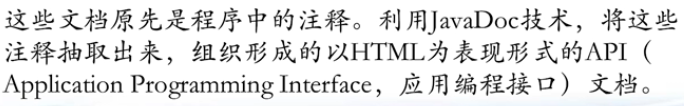 这些文档原先是程序中的注释。利用JavaDoc技术，将这些
注释抽取出来，组织形成的以HTML为表现形式的API（
Application Programming Interface，应用编程接口）文档。